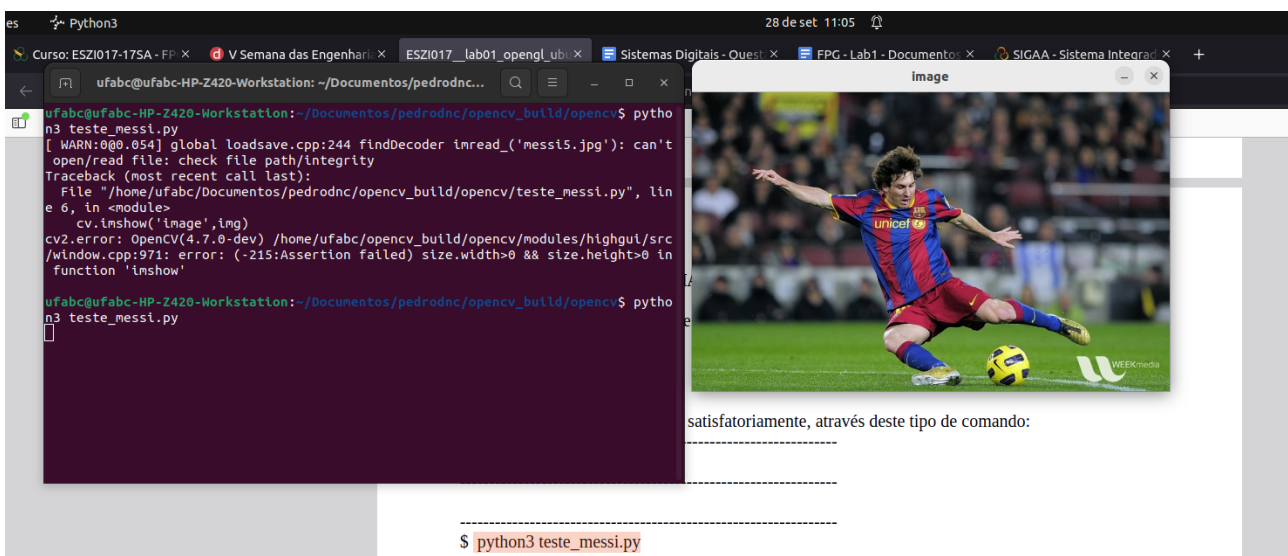 es Python3 28 de set 11:05
Curso: ESZI017-17SA - FP V Semana das Engenharia ESZI017__lab01_opengl_ubu Sistemas Digitais - Quest FPG - Lab1 - Documentos SIGAA - Sistema Integrad
ufabc@ufabc-HP-Z420-Workstation: ~/Documentos/pedrodnc...
ufabc@ufabc-HP-Z420-Workstation:~/Documentos/pedrodnc/opencv_build/opencv$ pytho
n3 teste_messi.py
[ WARN:0@0.054] global loadsave.cpp:244 findDecoder imread_('messi5.jpg'): can't
open/read file: check file path/integrity
Traceback (most recent call last):
File "/home/ufabc/Documentos/pedrodnc/opencv_build/opencv/teste_messi.py", lin
e 6, in <module>
cv.imshow('image',img)
cv2.error: OpenCV(4.7.0-dev) /home/ufabc/opencv_build/opencv/modules/highgui/src
/window.cpp:971: error: (-215:Assertion failed) size.width>0 && size.height>0 in
function 'imshow'
ufabc@ufabc-HP-Z420-Workstation:~/Documentos/pedrodnc/opencv_build/opencv$ pytho
n3 teste_messi.py
image
unicef
WEEKmedia
satisfatoriamente, através deste tipo de comando:
------------------------------------------------------------------
------------------------------------------------------------------
------------------------------------------------------------------
$ python3 teste_messi.py